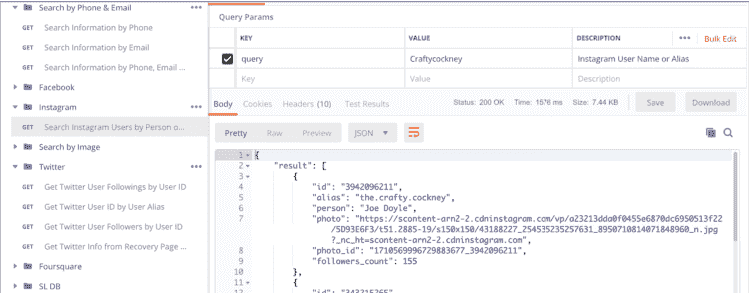 Search by Phone & Email •••
GET Search Information by Phone
GET Search Information by Email
GET Search Information by Phone, Email ...
Facebook
Instagram •••
GET Search Instagram Users by Person o...
Search by Image
Twitter •••
GET Get Twitter User Followings by User ID
GET Get Twitter User ID by User Alias
GET Get Twitter User Followers by User ID
GET Get Twitter Info from Recovery Page ...
Foursquare
SL DB
Query Params
KEY VALUE DESCRIPTION ••• Bulk Edit
query Craftycockney Instagram User Name or Alias
Key Value Description
Body Cookies Headers (10) Test Results Status: 200 OK Time: 1576 ms Size: 7.44 KB Save Download
Pretty Raw Preview JSON
1 {
2 "result": [
3 {
4 "id": "3942096211",
5 "alias": "the.crafty.cockney",
6 "person": "Joe Doyle",
7 "photo": "https://scontent-arn2-2.cdninstagram.com/vp/a23213dda0f0455e6870dc6950513f22
/5D93E6F3/t51.2885-19/s150x150/43188227_254535235257631_8950710814071848960_n.jpg
?_nc_ht=scontent-arn2-2.cdninstagram.com",
8 "photo_id": "1710569996729883677_3942096211",
9 "followers_count": 155
10 },
11 {